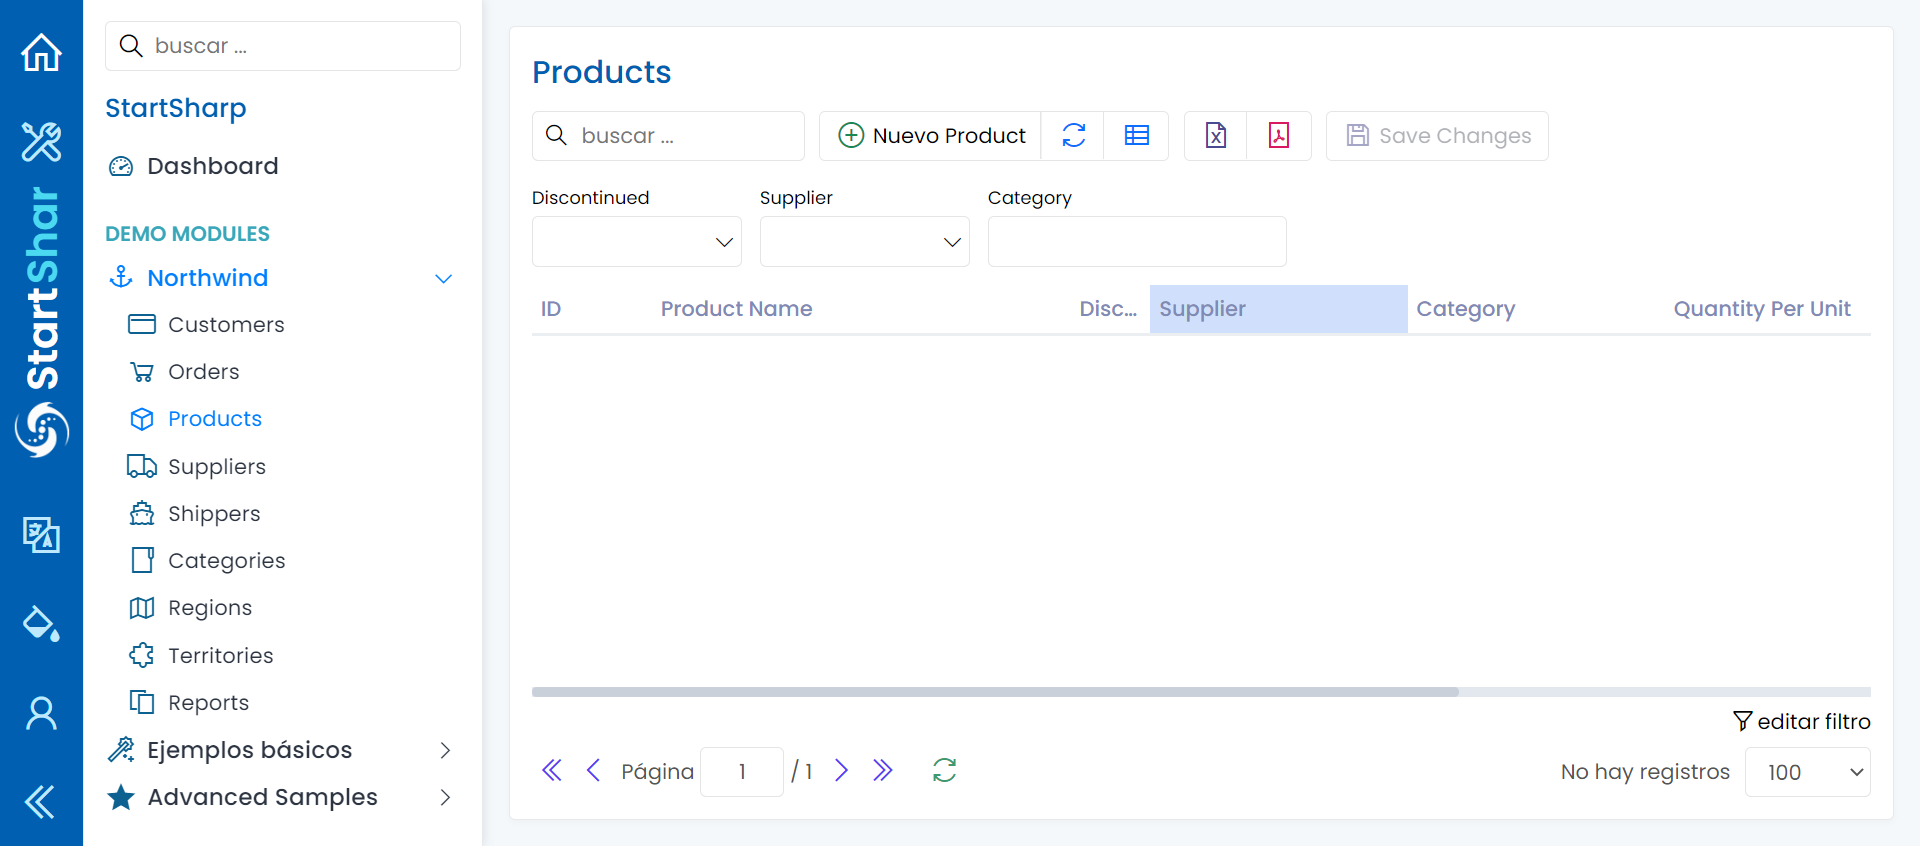 StartShar
buscar ...
StartSharp
Dashboard
DEMO MODULES
Northwind
Customers
Orders
Products
Suppliers
Shippers
Categories
Regions
Territories
Reports
Ejemplos básicos
Advanced Samples
Products
buscar ...
Nuevo Product
Save Changes
Discontinued
Supplier
Category
ID
Product Name
Disc...
Supplier
Category
Quantity Per Unit
editar filtro
Página 1 / 1
No hay registros
100